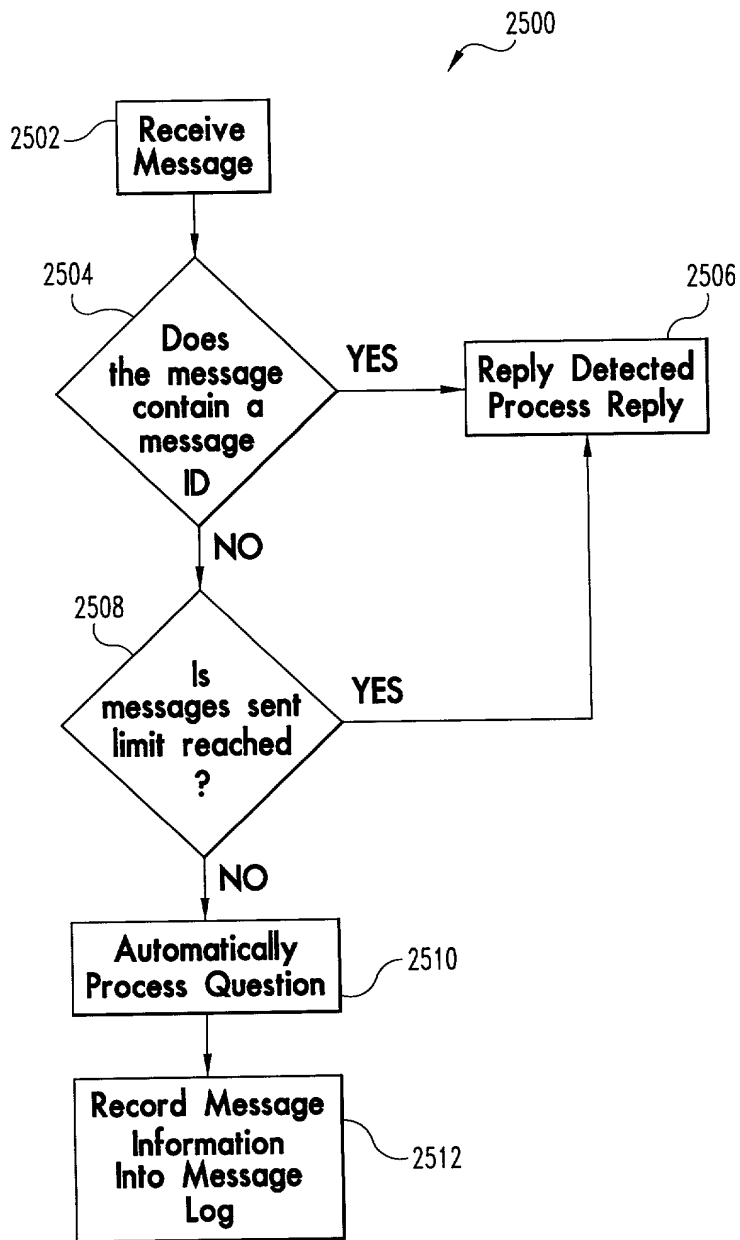 2500
2502
Receive
Message
2504
Does
the message
contain a
message
ID
YES
2506
Reply Detected
Process Reply
NO
2508
Is
messages sent
limit reached
?
YES
NO
Automatically
Process Question
2510
Record Message
Information
Into Message
Log
2512